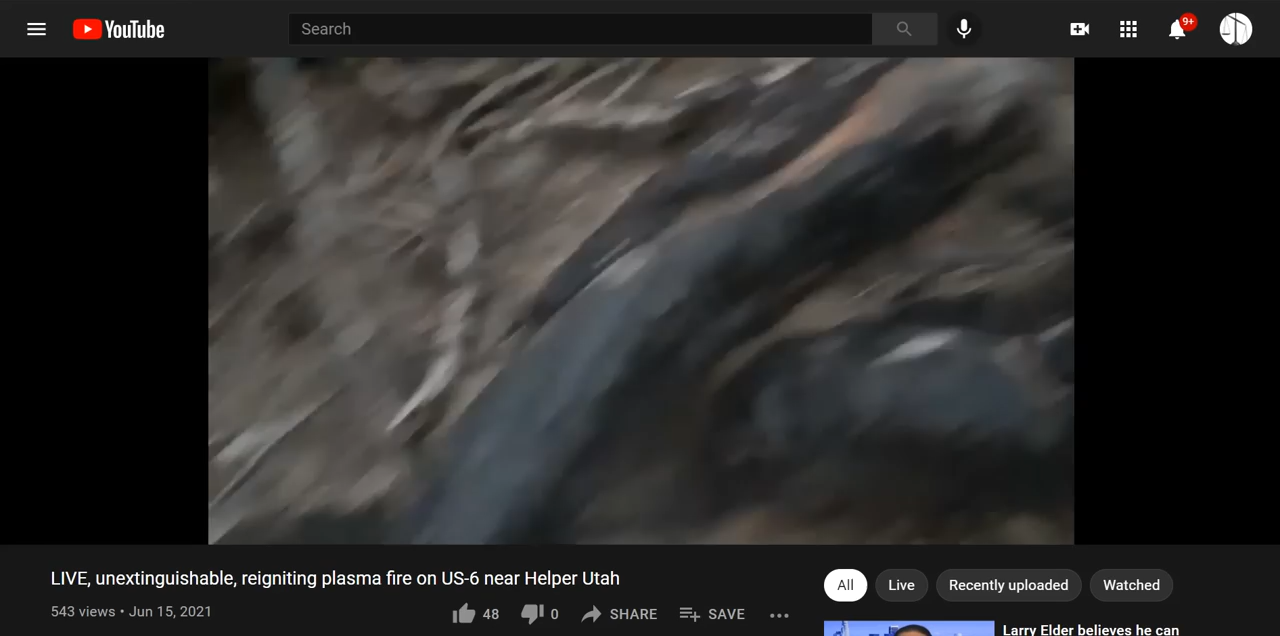 YouTube
Search
9+
LIVE, unextinguishable, reigniting plasma fire on US-6 near Helper Utah
543 views • Jun 15, 2021
48
0
SHARE
SAVE
All
Live
Recently uploaded
Watched
Larry Elder believes he can